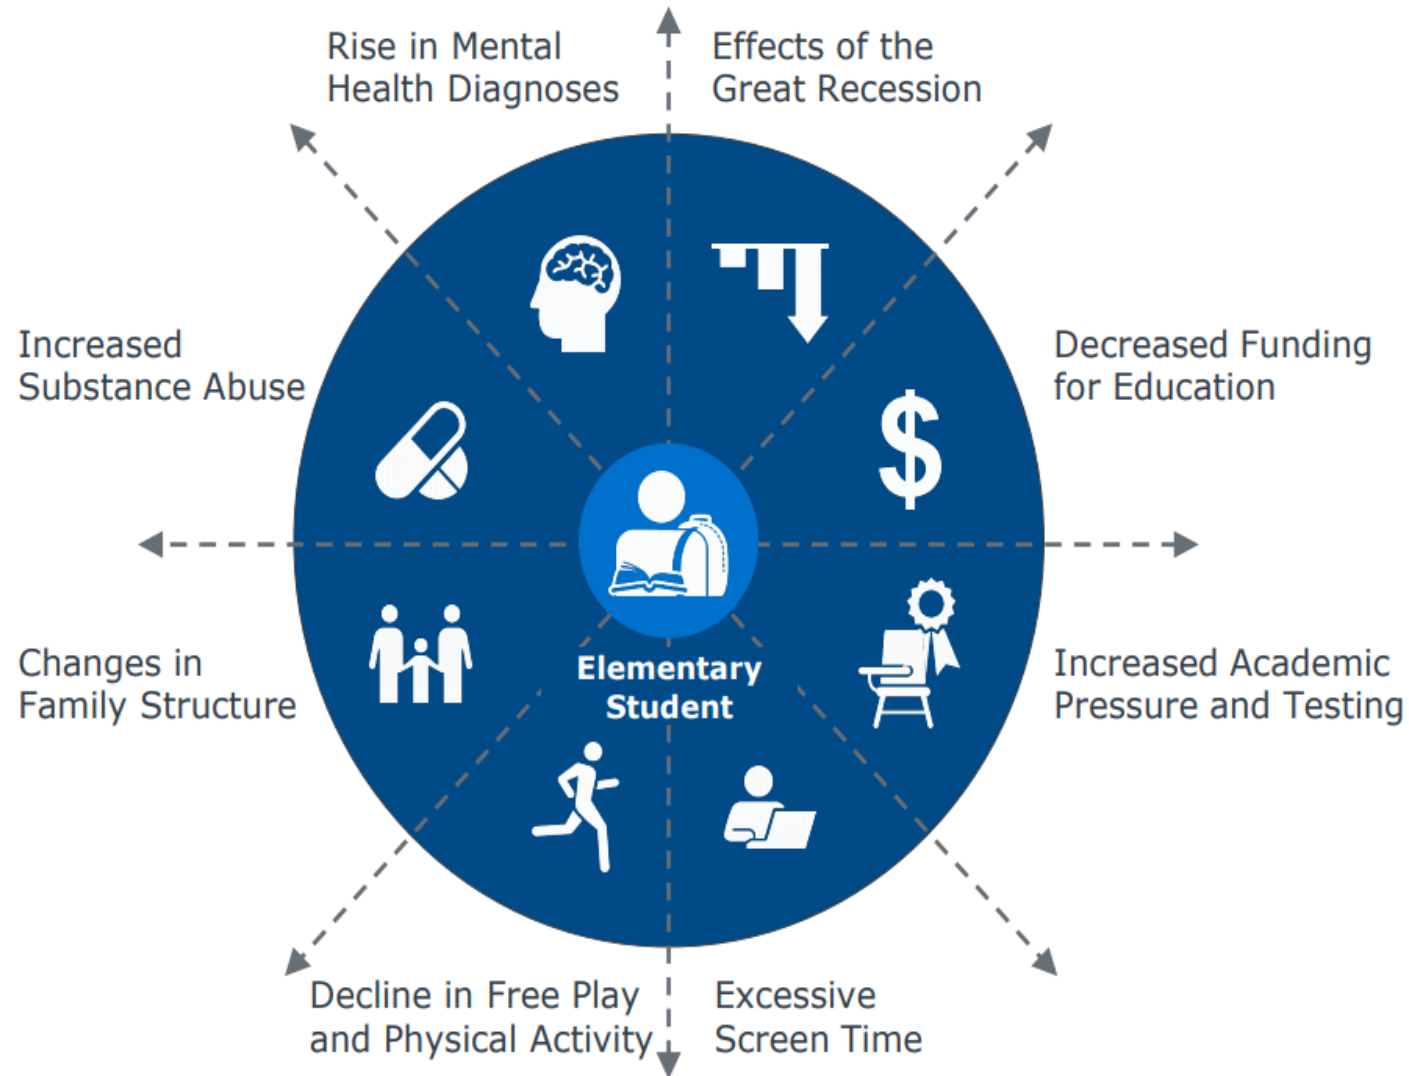 Rise in Mental
Health Diagnoses
Effects of the
Great Recession
Increased
Substance Abuse
Decreased Funding
for Education
Changes in
Family Structure
Elementary
Student
Increased Academic
Pressure and Testing
Decline in Free Play
and Physical Activity
Excessive
Screen Time